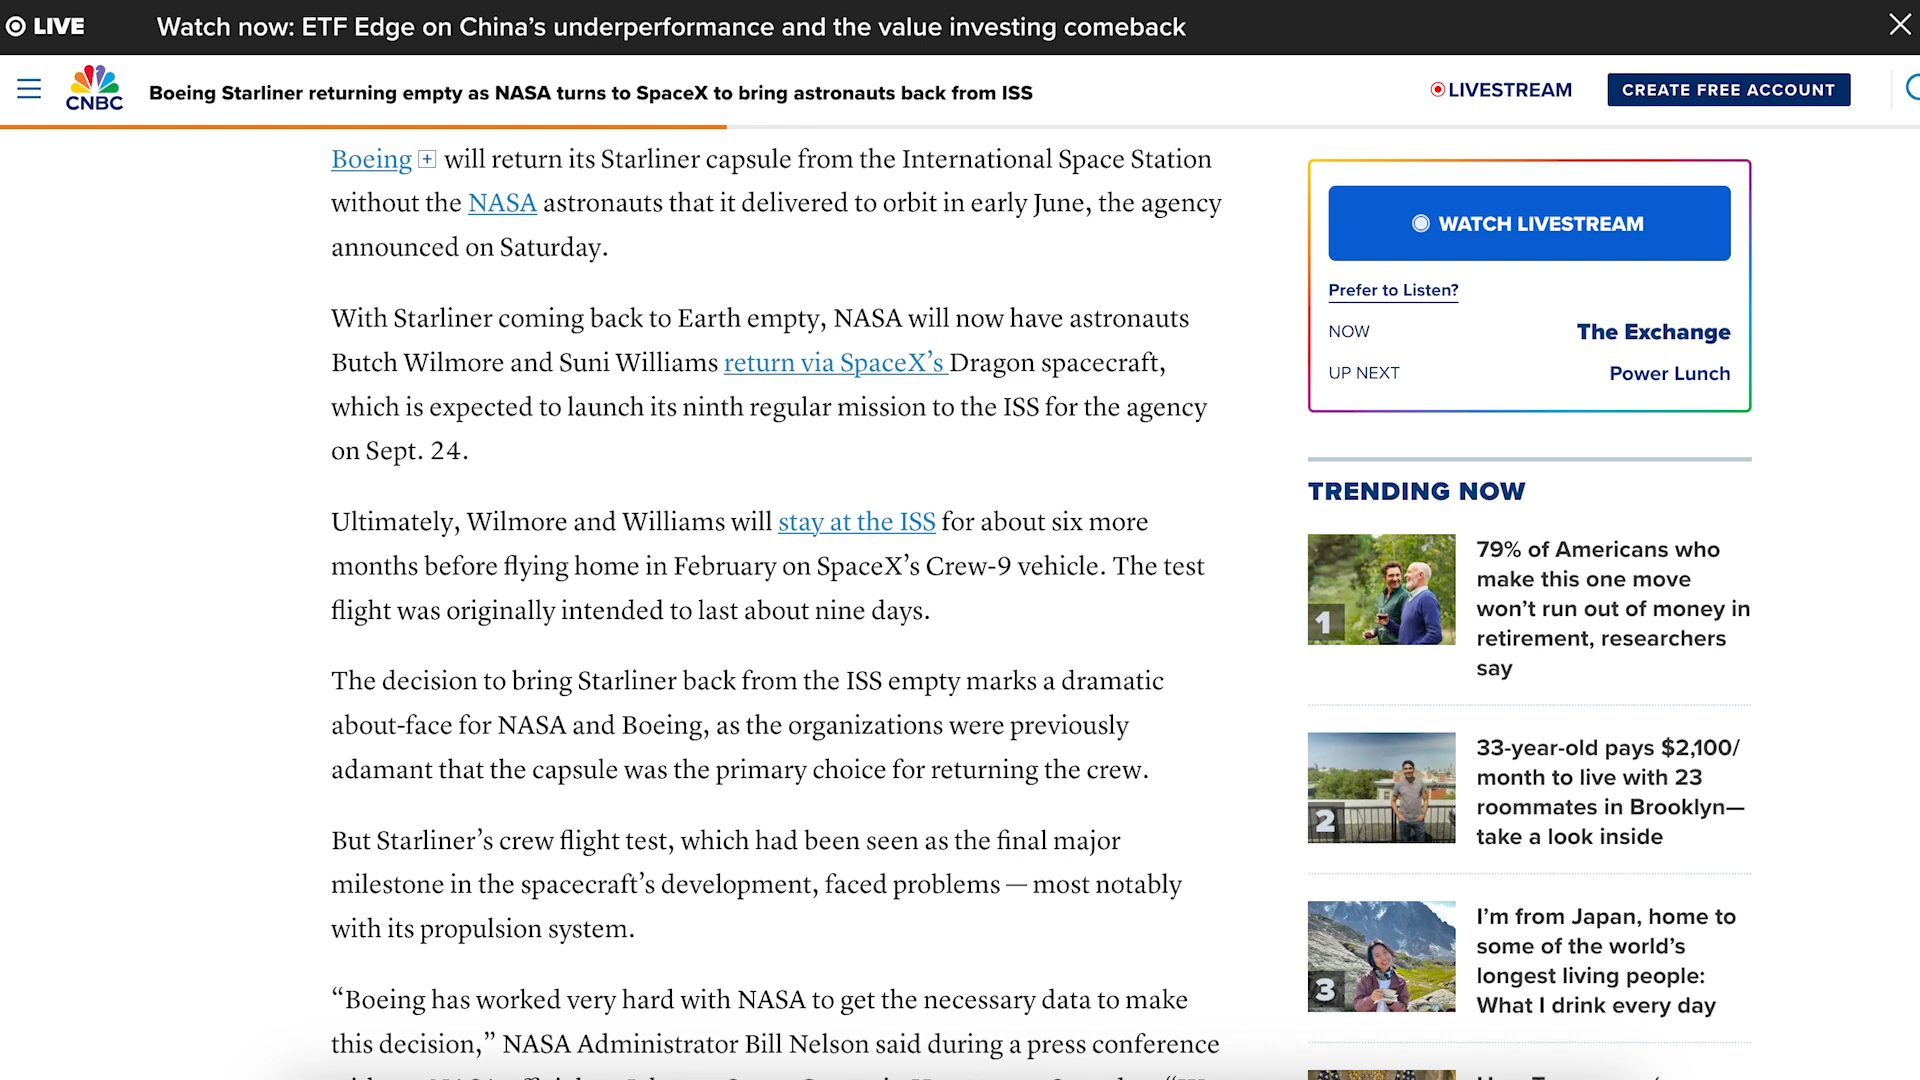 LIVE
Watch now: ETF Edge on China’s underperformance and the value investing comeback
CNBC
Boeing Starliner returning empty as NASA turns to SpaceX to bring astronauts back from ISS
LIVESTREAM
CREATE FREE ACCOUNT
Boeing + will return its Starliner capsule from the International Space Station
without the NASA astronauts that it delivered to orbit in early June, the agency
announced on Saturday.
With Starliner coming back to Earth empty, NASA will now have astronauts
Butch Wilmore and Suni Williams return via SpaceX’s Dragon spacecraft,
which is expected to launch its ninth regular mission to the ISS for the agency
on Sept. 24.
Ultimately, Wilmore and Williams will stay at the ISS for about six more
months before flying home in February on SpaceX’s Crew-9 vehicle. The test
flight was originally intended to last about nine days.
The decision to bring Starliner back from the ISS empty marks a dramatic
about-face for NASA and Boeing, as the organizations were previously
adamant that the capsule was the primary choice for returning the crew.
But Starliner’s crew flight test, which had been seen as the final major
milestone in the spacecraft’s development, faced problems — most notably
with its propulsion system.
“Boeing has worked very hard with NASA to get the necessary data to make
this decision,” NASA Administrator Bill Nelson said during a press conference
WATCH LIVESTREAM
Prefer to Listen?
NOW
The Exchange
UP NEXT
Power Lunch
TRENDING NOW
1
79% of Americans who
make this one move
won’t run out of money in
retirement, researchers
say
2
33-year-old pays $2,100/
month to live with 23
roommates in Brooklyn—
take a look inside
3
I’m from Japan, home to
some of the world’s
longest living people:
What I drink every day